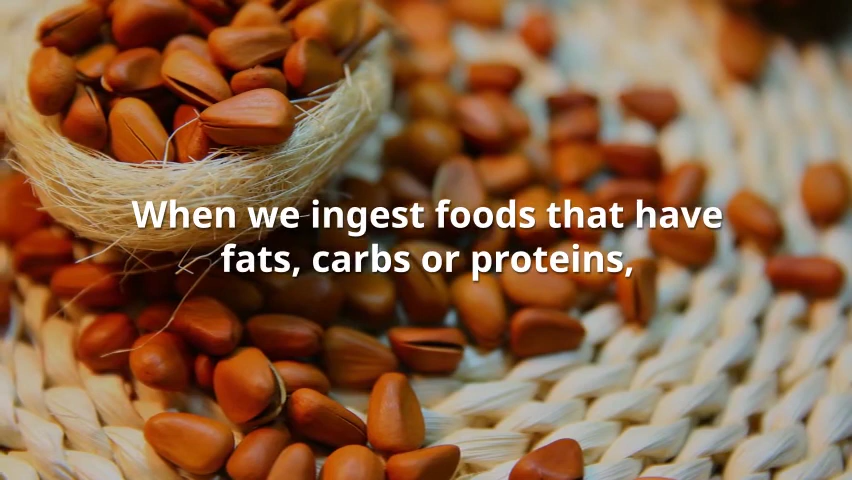 When we ingest foods that have
fats, carbs or proteins,